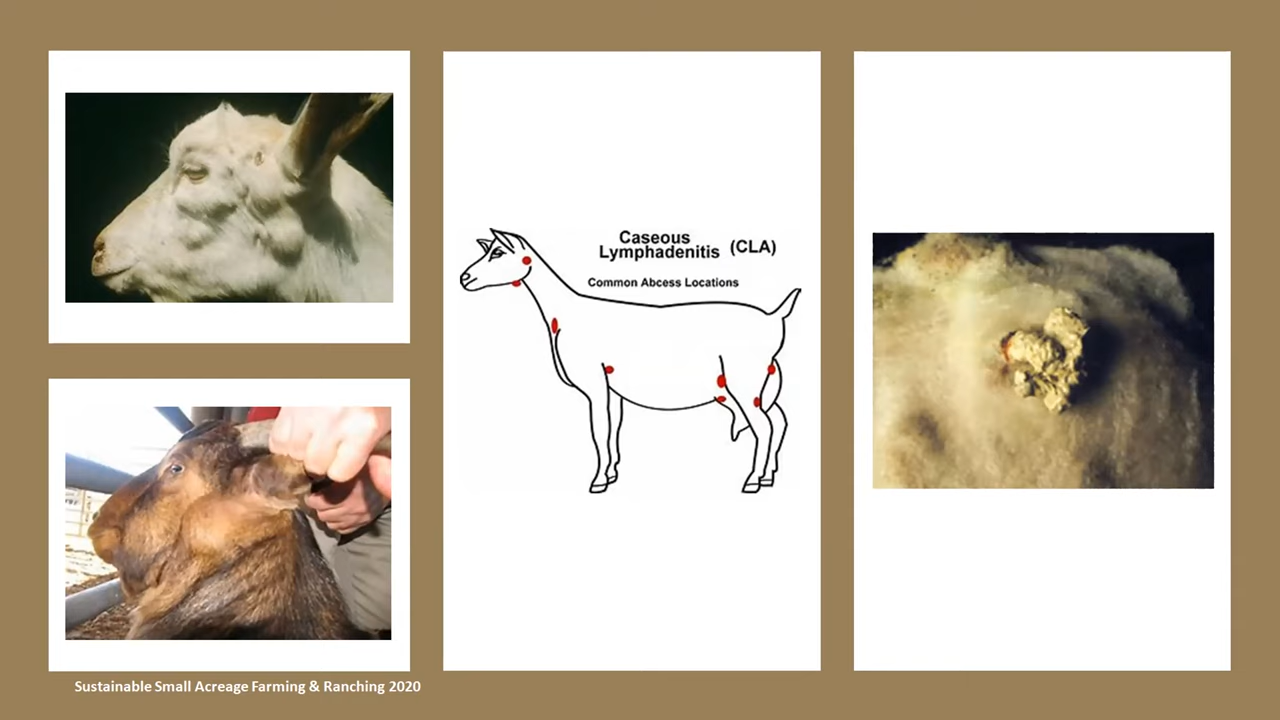 Caseous
Lymphadenitis (CLA)
Common Abcess Locations
Sustainable Small Acreage Farming & Ranching 2020